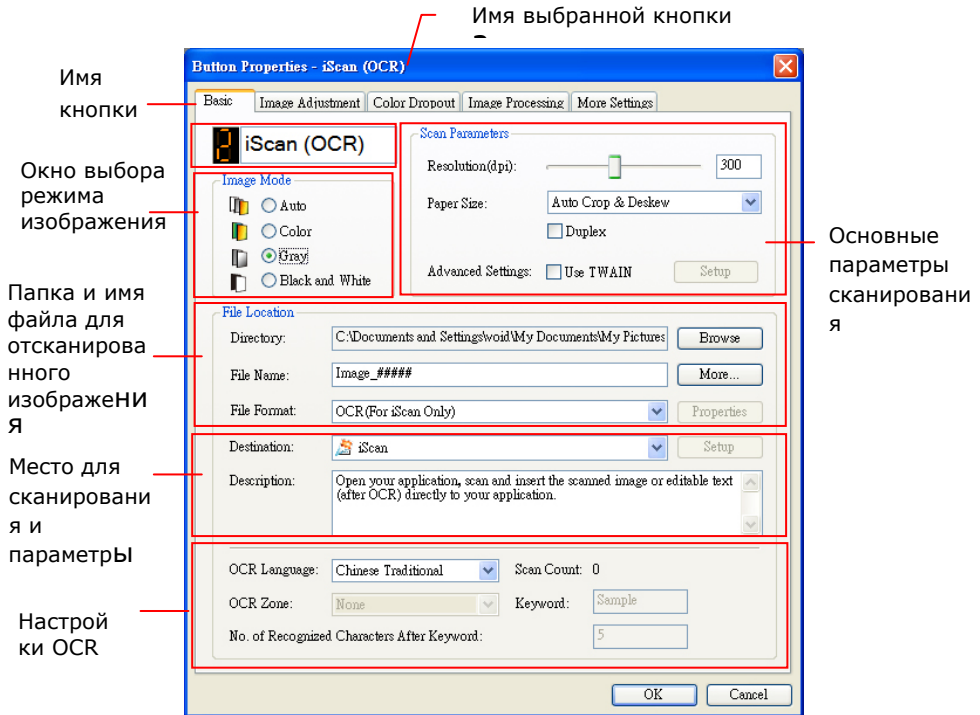 Имя выбранной кнопки
Имя
кнопки
Окно выбора
режима
изображения
Папка и имя
файла для
отсканирова
нного
изображения
Место для
сканировани
я и
параметры
Настрой
ки OCR
Button Properties - iScan (OCR)
Basic Image Adjustment Color Dropout Image Processing More Settings
2 iScan (OCR)
Image Mode
Auto
Color
Gray
Black and White
Scan Parameters
Resolution(dpi): 300
Paper Size: Auto Crop & Deskew
Duplex
Advanced Settings: Use TWAIN Setup
File Location
Directory: C:\Documents and Settings\void\My Documents\My Pictures Browse
File Name: Image_##### More...
File Format: OCR(For iScan Only) Properties
Destination: iScan Setup
Description: Open your application, scan and insert the scanned image or editable text
(after OCR) directly to your application.
OCR Language: Chinese Traditional Scan Count: 0
OCR Zone: None Keyword: Sample
No. of Recognized Characters After Keyword: 5
OK Cancel
Основные
параметры
сканировани
я